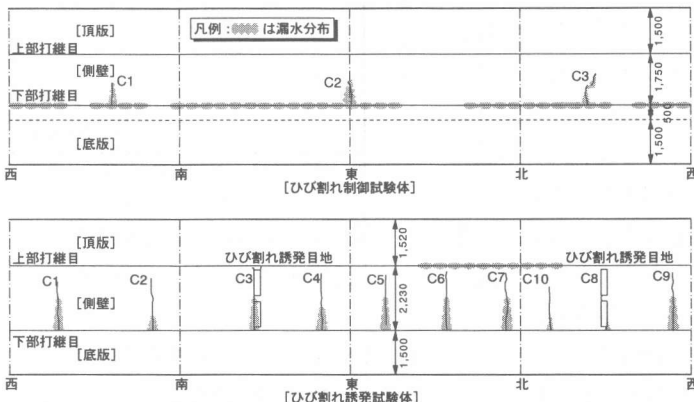 [頂版]
凡例：は漏水分布
1,500
上部打継目
[側壁]
C1
C2
C3
1,750
下部打継目
500
[底版]
1,500
西 南 東 北 西
[ひび割れ制御試験体]
[頂版]
1,520
上部打継目
ひび割れ誘発目地
ひび割れ誘発目地
C1 C2 C3 C4 C5 C6 C7 C10 C8 C9
[側壁]
2,230
下部打継目
[底版]
1,500
西 南 東 北 西
[ひび割れ誘発試験体]